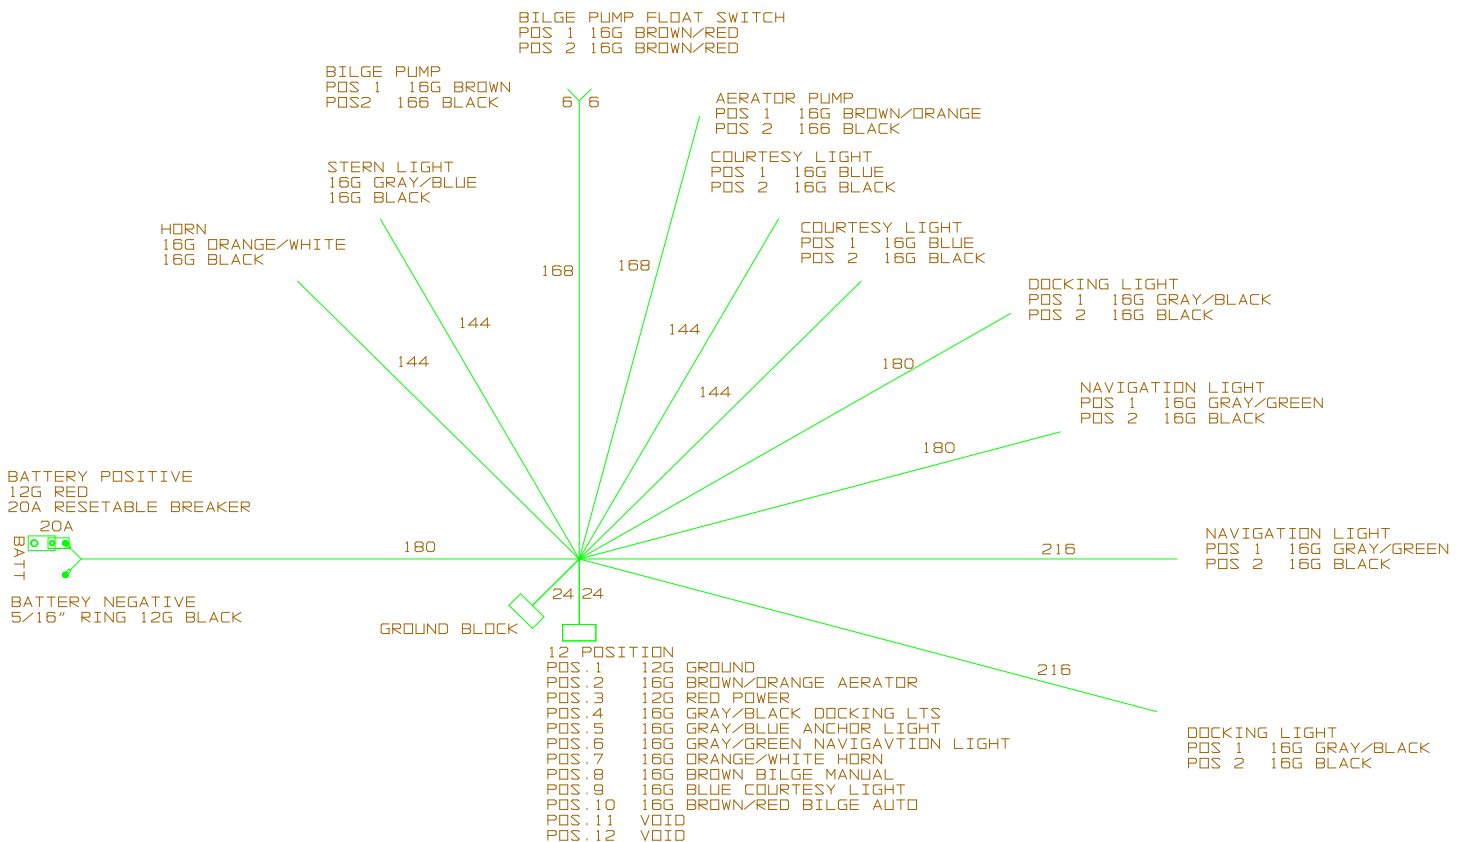 BILGE PUMP FLOAT SWITCH
POS 1 16G BROWN/RED
POS 2 16G BROWN/RED
BILGE PUMP
POS 1 16G BROWN
POS2 166 BLACK
6 6
AERATOR PUMP
POS 1 16G BROWN/ORANGE
POS 2 166 BLACK
COURTESY LIGHT
POS 1 16G BLUE
POS 2 16G BLACK
STERN LIGHT
16G GRAY/BLUE
16G BLACK
HORN
16G ORANGE/WHITE
16G BLACK
COURTESY LIGHT
POS 1 16G BLUE
POS 2 16G BLACK
168
168
DOCKING LIGHT
POS 1 16G GRAY/BLACK
POS 2 16G BLACK
144
144
144
180
144
NAVIGATION LIGHT
POS 1 16G GRAY/GREEN
POS 2 16G BLACK
180
BATTERY POSITIVE
12G RED
20A RESETABLE BREAKER
20A
BATT
180
216
NAVIGATION LIGHT
POS 1 16G GRAY/GREEN
POS 2 16G BLACK
BATTERY NEGATIVE
5/16" RING 12G BLACK
24 24
GROUND BLOCK
216
12 POSITION
POS.1 12G GROUND
POS.2 16G BROWN/ORANGE AERATOR
POS.3 12G RED POWER
POS.4 16G GRAY/BLACK DOCKING LTS
POS.5 16G GRAY/BLUE ANCHOR LIGHT
POS.6 16G GRAY/GREEN NAVIGAVTION LIGHT
POS.7 16G ORANGE/WHITE HORN
POS.8 16G BROWN BILGE MANUAL
POS.9 16G BLUE COURTESY LIGHT
POS.10 16G BROWN/RED BILGE AUTO
POS.11 VOID
POS.12 VOID
DOCKING LIGHT
POS 1 16G GRAY/BLACK
POS 2 16G BLACK